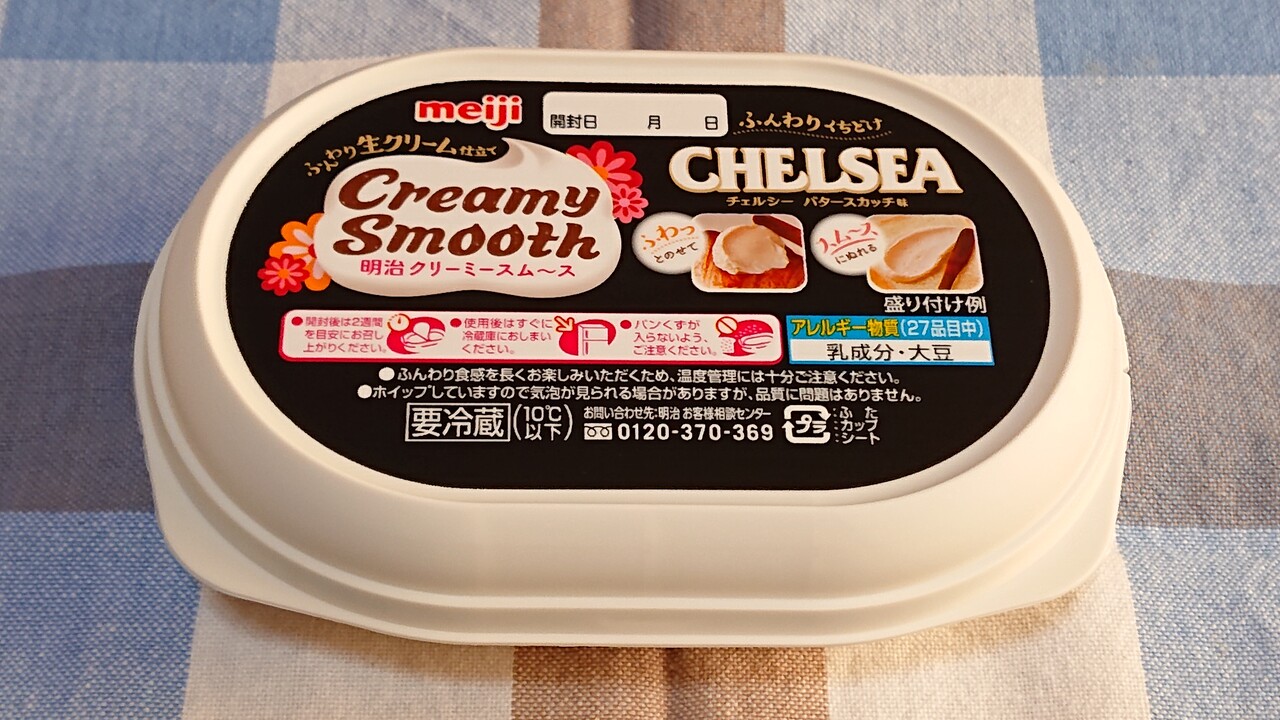 meiji
開封日 月 日
ふんわり生クリーム仕立て
Creamy
Smooth
明治 クリーミースム〜ス
ふんわりくちどけ
CHELSEA
チェルシー バタースカッチ味
ふわっ
とのせて
スム〜ス
にぬれる
盛り付け例
●開封後は2週間
を目安にお召し
上がりください。
●使用後はすぐに
冷蔵庫におしまい
ください。
●パンくずが
入らないよう、
ご注意ください。
アレルギー物質(27品目中)
乳成分・大豆
●ふんわり食感を長くお楽しみいただくため、温度管理には十分ご注意ください。
●ホイップしていますので気泡が見られる場合がありますが、品質に問題はありません。
要冷蔵(10℃以下)
お問い合わせ先:明治 お客様相談センター
0120-370-369
プラ
ふた
カップ
シート